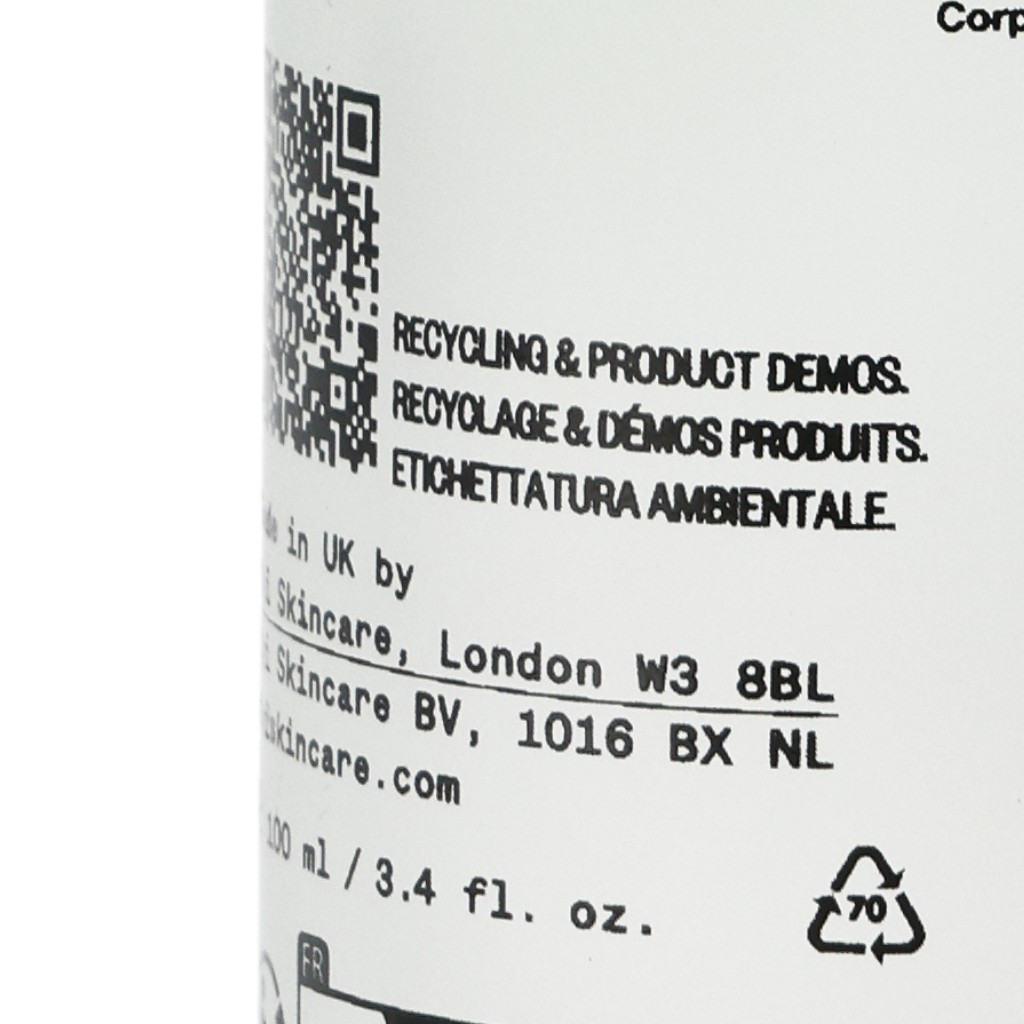 Corp
RECYCLING & PRODUCT DEMOS.
RECYCLAGE & DÉMOS PRODUITS.
ETICHETTATURA AMBIENTALE.
in UK by
i Skincare, London W3 8BL
i Skincare BV, 1016 BX NL
iskincare.com
100 ml / 3.4 fl. oz.
70
FR